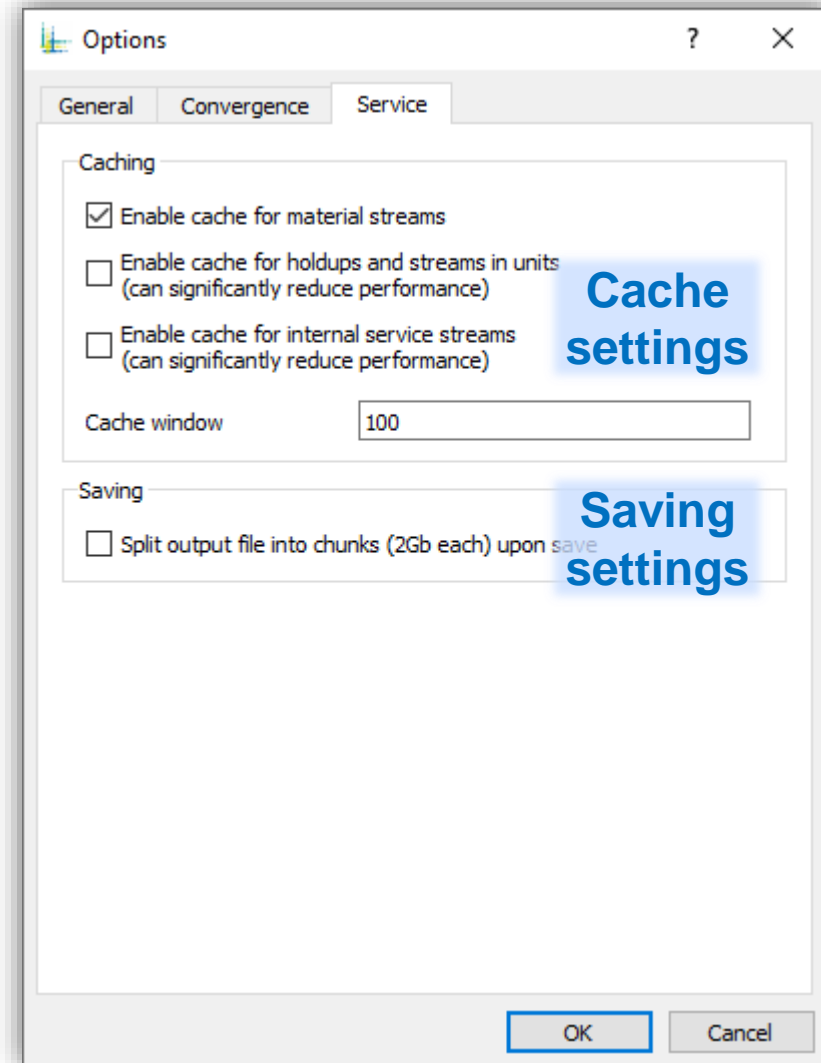 Options
?
General Convergence Service
Caching
Enable cache for material streams
Enable cache for holdups and streams in units
(can significantly reduce performance)
Cache
settings
Enable cache for internal service streams
(can significantly reduce performance)
Cache window 100
Saving
Split output file into chunks (2Gb each) upon save
Saving
settings
OK Cancel